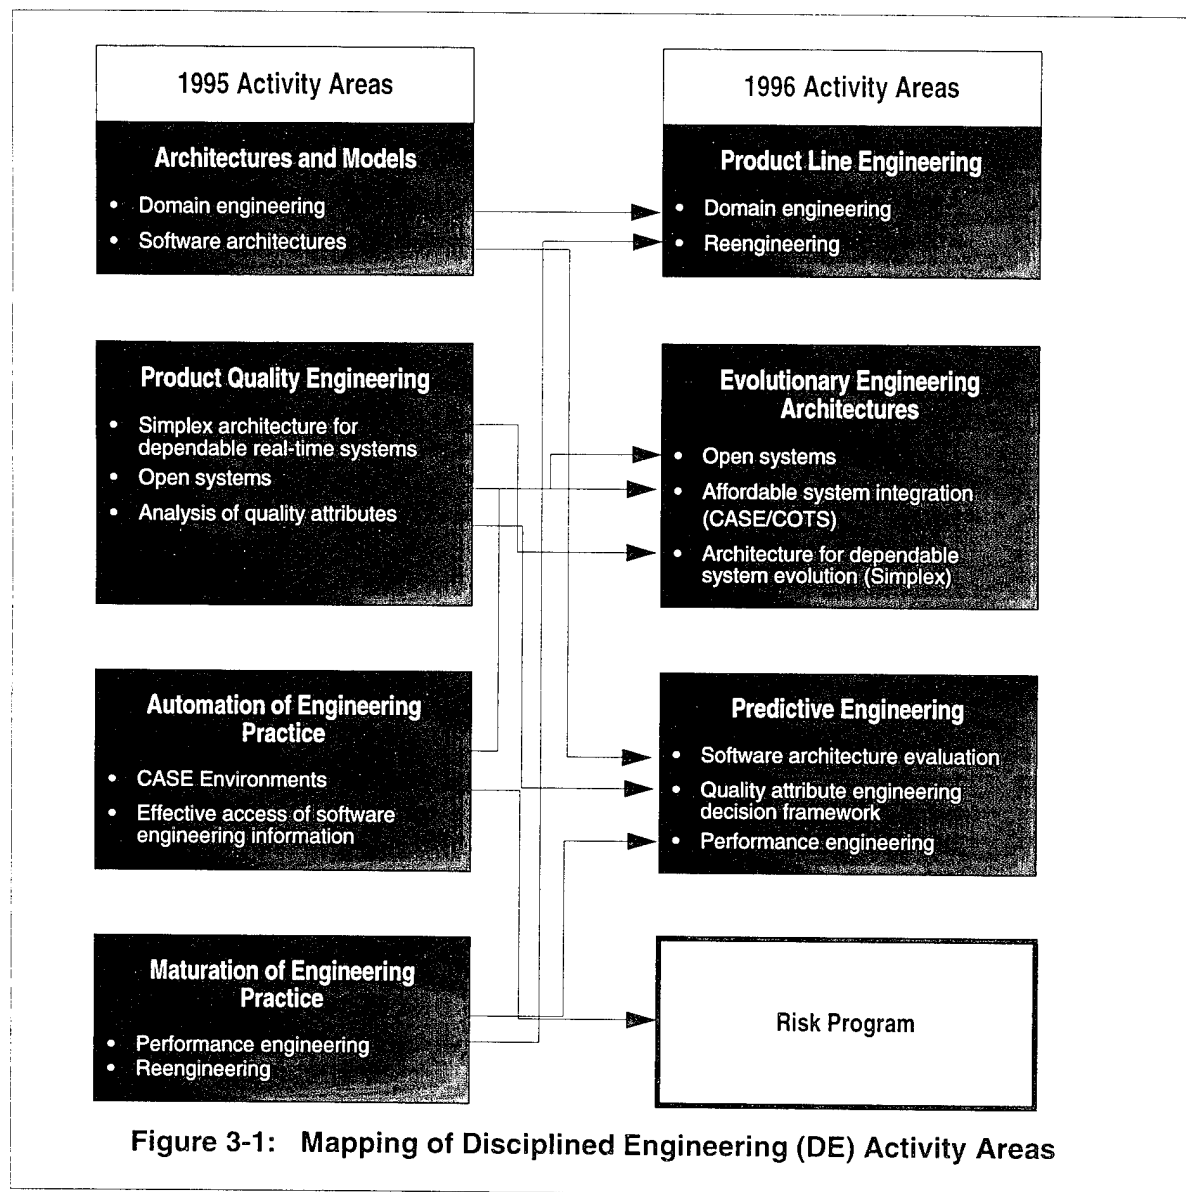 1995 Activity Areas
Architectures and Models
• Domain engineering
• Software architectures
Product Quality Engineering
• Simplex architecture for
dependable real-time systems
• Open systems
• Analysis of quality attributes
Automation of Engineering
Practice
• CASE Environments
• Effective access of software
engineering information
Maturation of Engineering
Practice
• Performance engineering
• Reengineering
1996 Activity Areas
Product Line Engineering
• Domain engineering
• Reengineering
Evolutionary Engineering
Architectures
• Open systems
• Affordable system integration
(CASE/COTS)
• Architecture for dependable
system evolution (Simplex)
Predictive Engineering
• Software architecture evaluation
• Quality attribute engineering
decision framework
• Performance engineering
Risk Program
Figure 3-1: Mapping of Disciplined Engineering (DE) Activity Areas